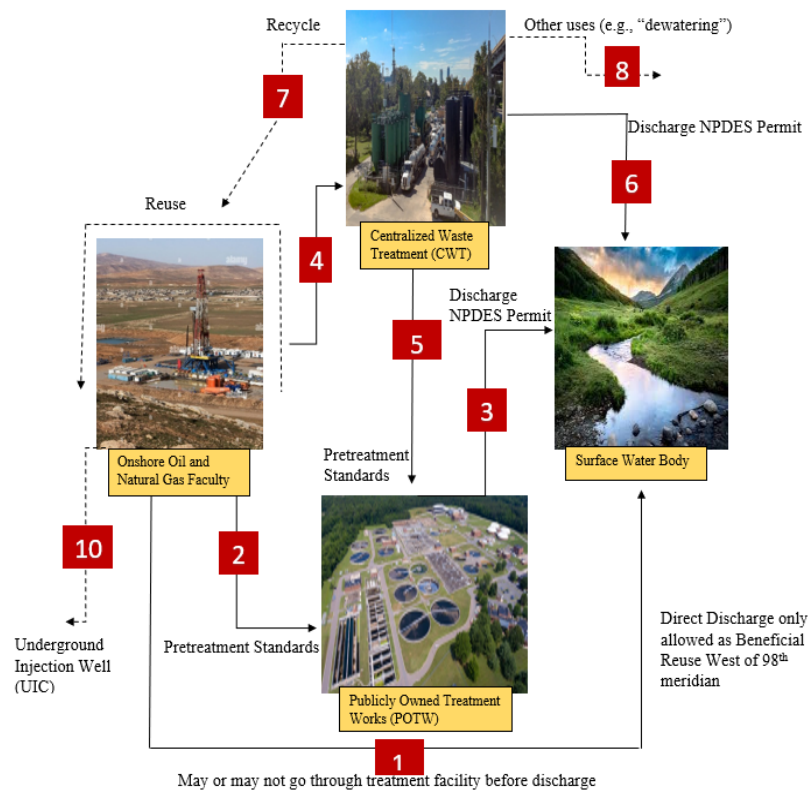 Recycle
Other uses (e.g., “dewatering”)
7
8
Discharge NPDES Permit
6
Reuse
4
Centralized Waste
Treatment (CWT)
Discharge
NPDES Permit
5
3
Pretreatment
Standards
Onshore Oil and
Natural Gas Faculty
Surface Water Body
10
2
Underground
Injection Well
(UIC)
Pretreatment Standards
Direct Discharge only
allowed as Beneficial
Reuse West of 98th
meridian
Publicly Owned Treatment
Works (POTW)
1
May or may not go through treatment facility before discharge